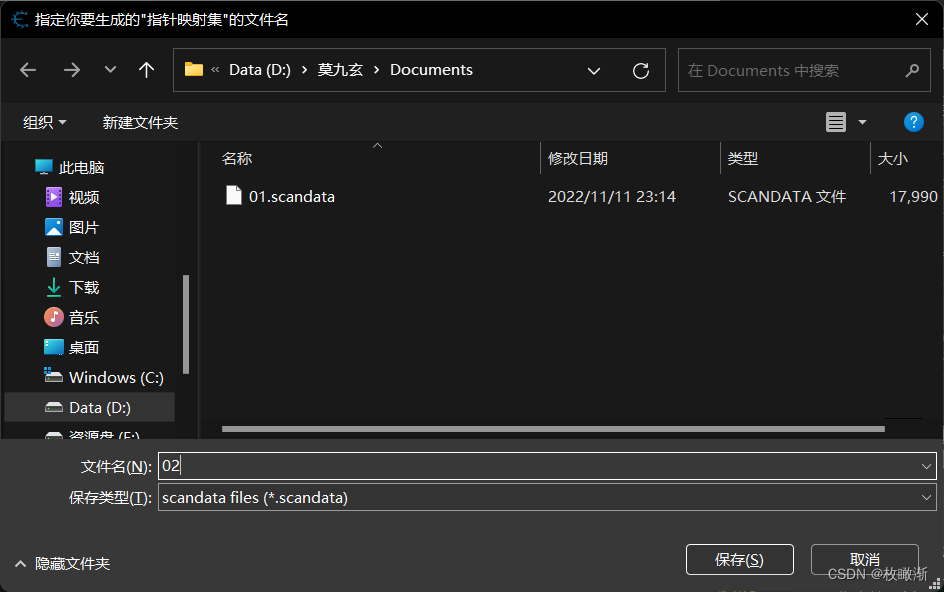 指定你要生成的"指针映射集"的文件名
« Data (D:) › 莫九玄 › Documents
在 Documents 中搜索
组织 新建文件夹
名称 修改日期 类型 大小
01.scandata 2022/11/11 23:14 SCANDATA 文件 17,990
此电脑
视频
图片
文档
下载
音乐
桌面
Windows (C:)
Data (D:)
资源盘 (E:)
文件名(N): 02
保存类型(T): scandata files (*.scandata)
隐藏文件夹
保存(S) 取消
CSDN @枚瞰渐